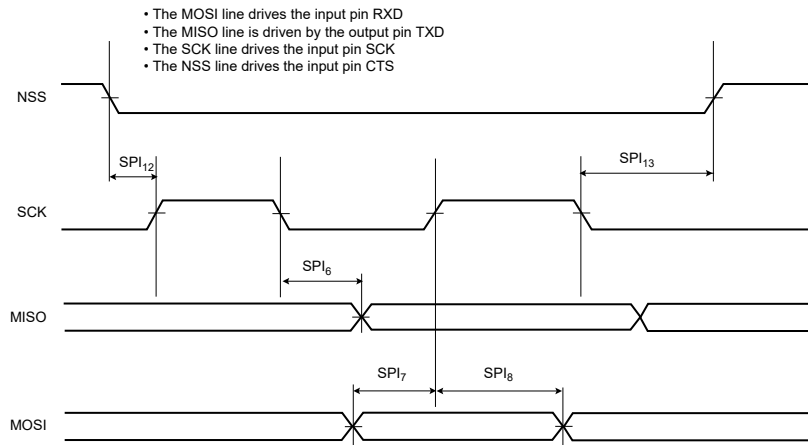 • The MOSI line drives the input pin RXD
• The MISO line is driven by the output pin TXD
• The SCK line drives the input pin SCK
• The NSS line drives the input pin CTS
NSS
SPI12
SPI13
SCK
SPI6
MISO
SPI7
SPI8
MOSI